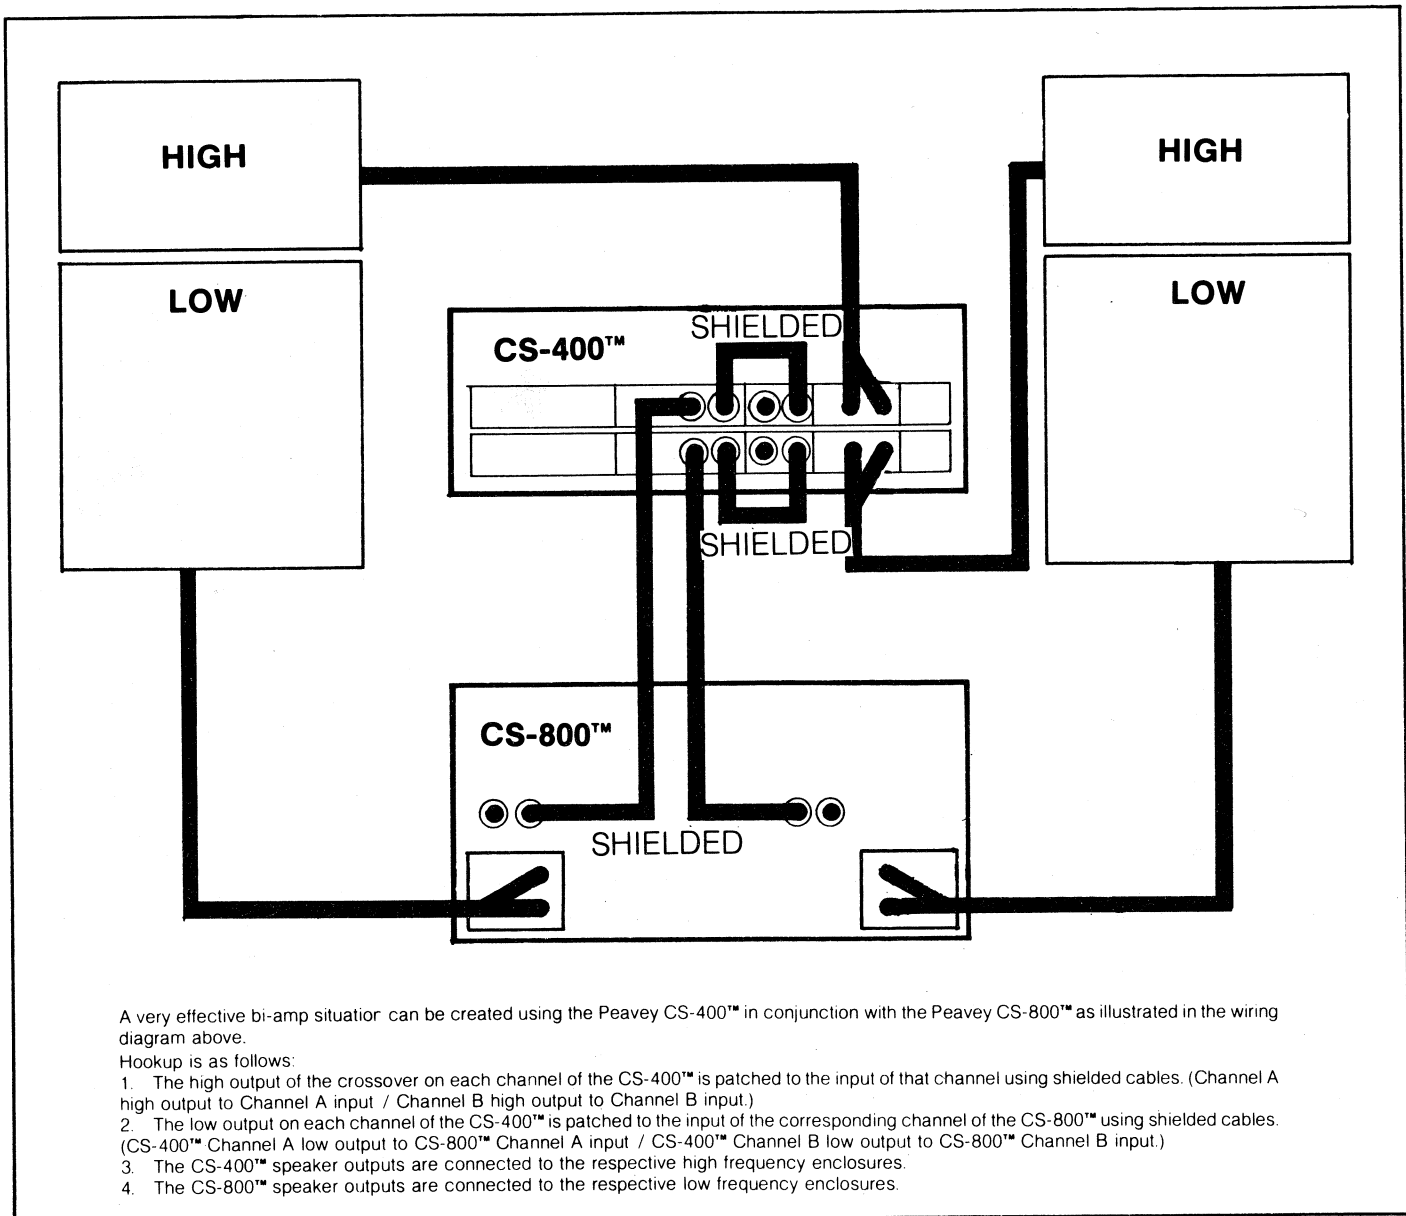 HIGH
HIGH
LOW
LOW
SHIELDED
CS-400™
SHIELDED
CS-800™
SHIELDED
A very effective bi-amp situatior can be created using the Peavey CS-400™ in conjunction with the Peavey CS-800™ as illustrated in the wiring
diagram above.
Hookup is as follows:
1. The high output of the crossover on each channel of the CS-400™ is patched to the input of that channel using shielded cables. (Channel A
high output to Channel A input / Channel B high output to Channel B input.)
2. The low output on each channel of the CS-400™ is patched to the input of the corresponding channel of the CS-800™ using shielded cables.
(CS-400™ Channel A low output to CS-800™ Channel A input / CS-400™ Channel B low output to CS-800™ Channel B input.)
3. The CS-400™ speaker outputs are connected to the respective high frequency enclosures.
4. The CS-800™ speaker outputs are connected to the respective low frequency enclosures.